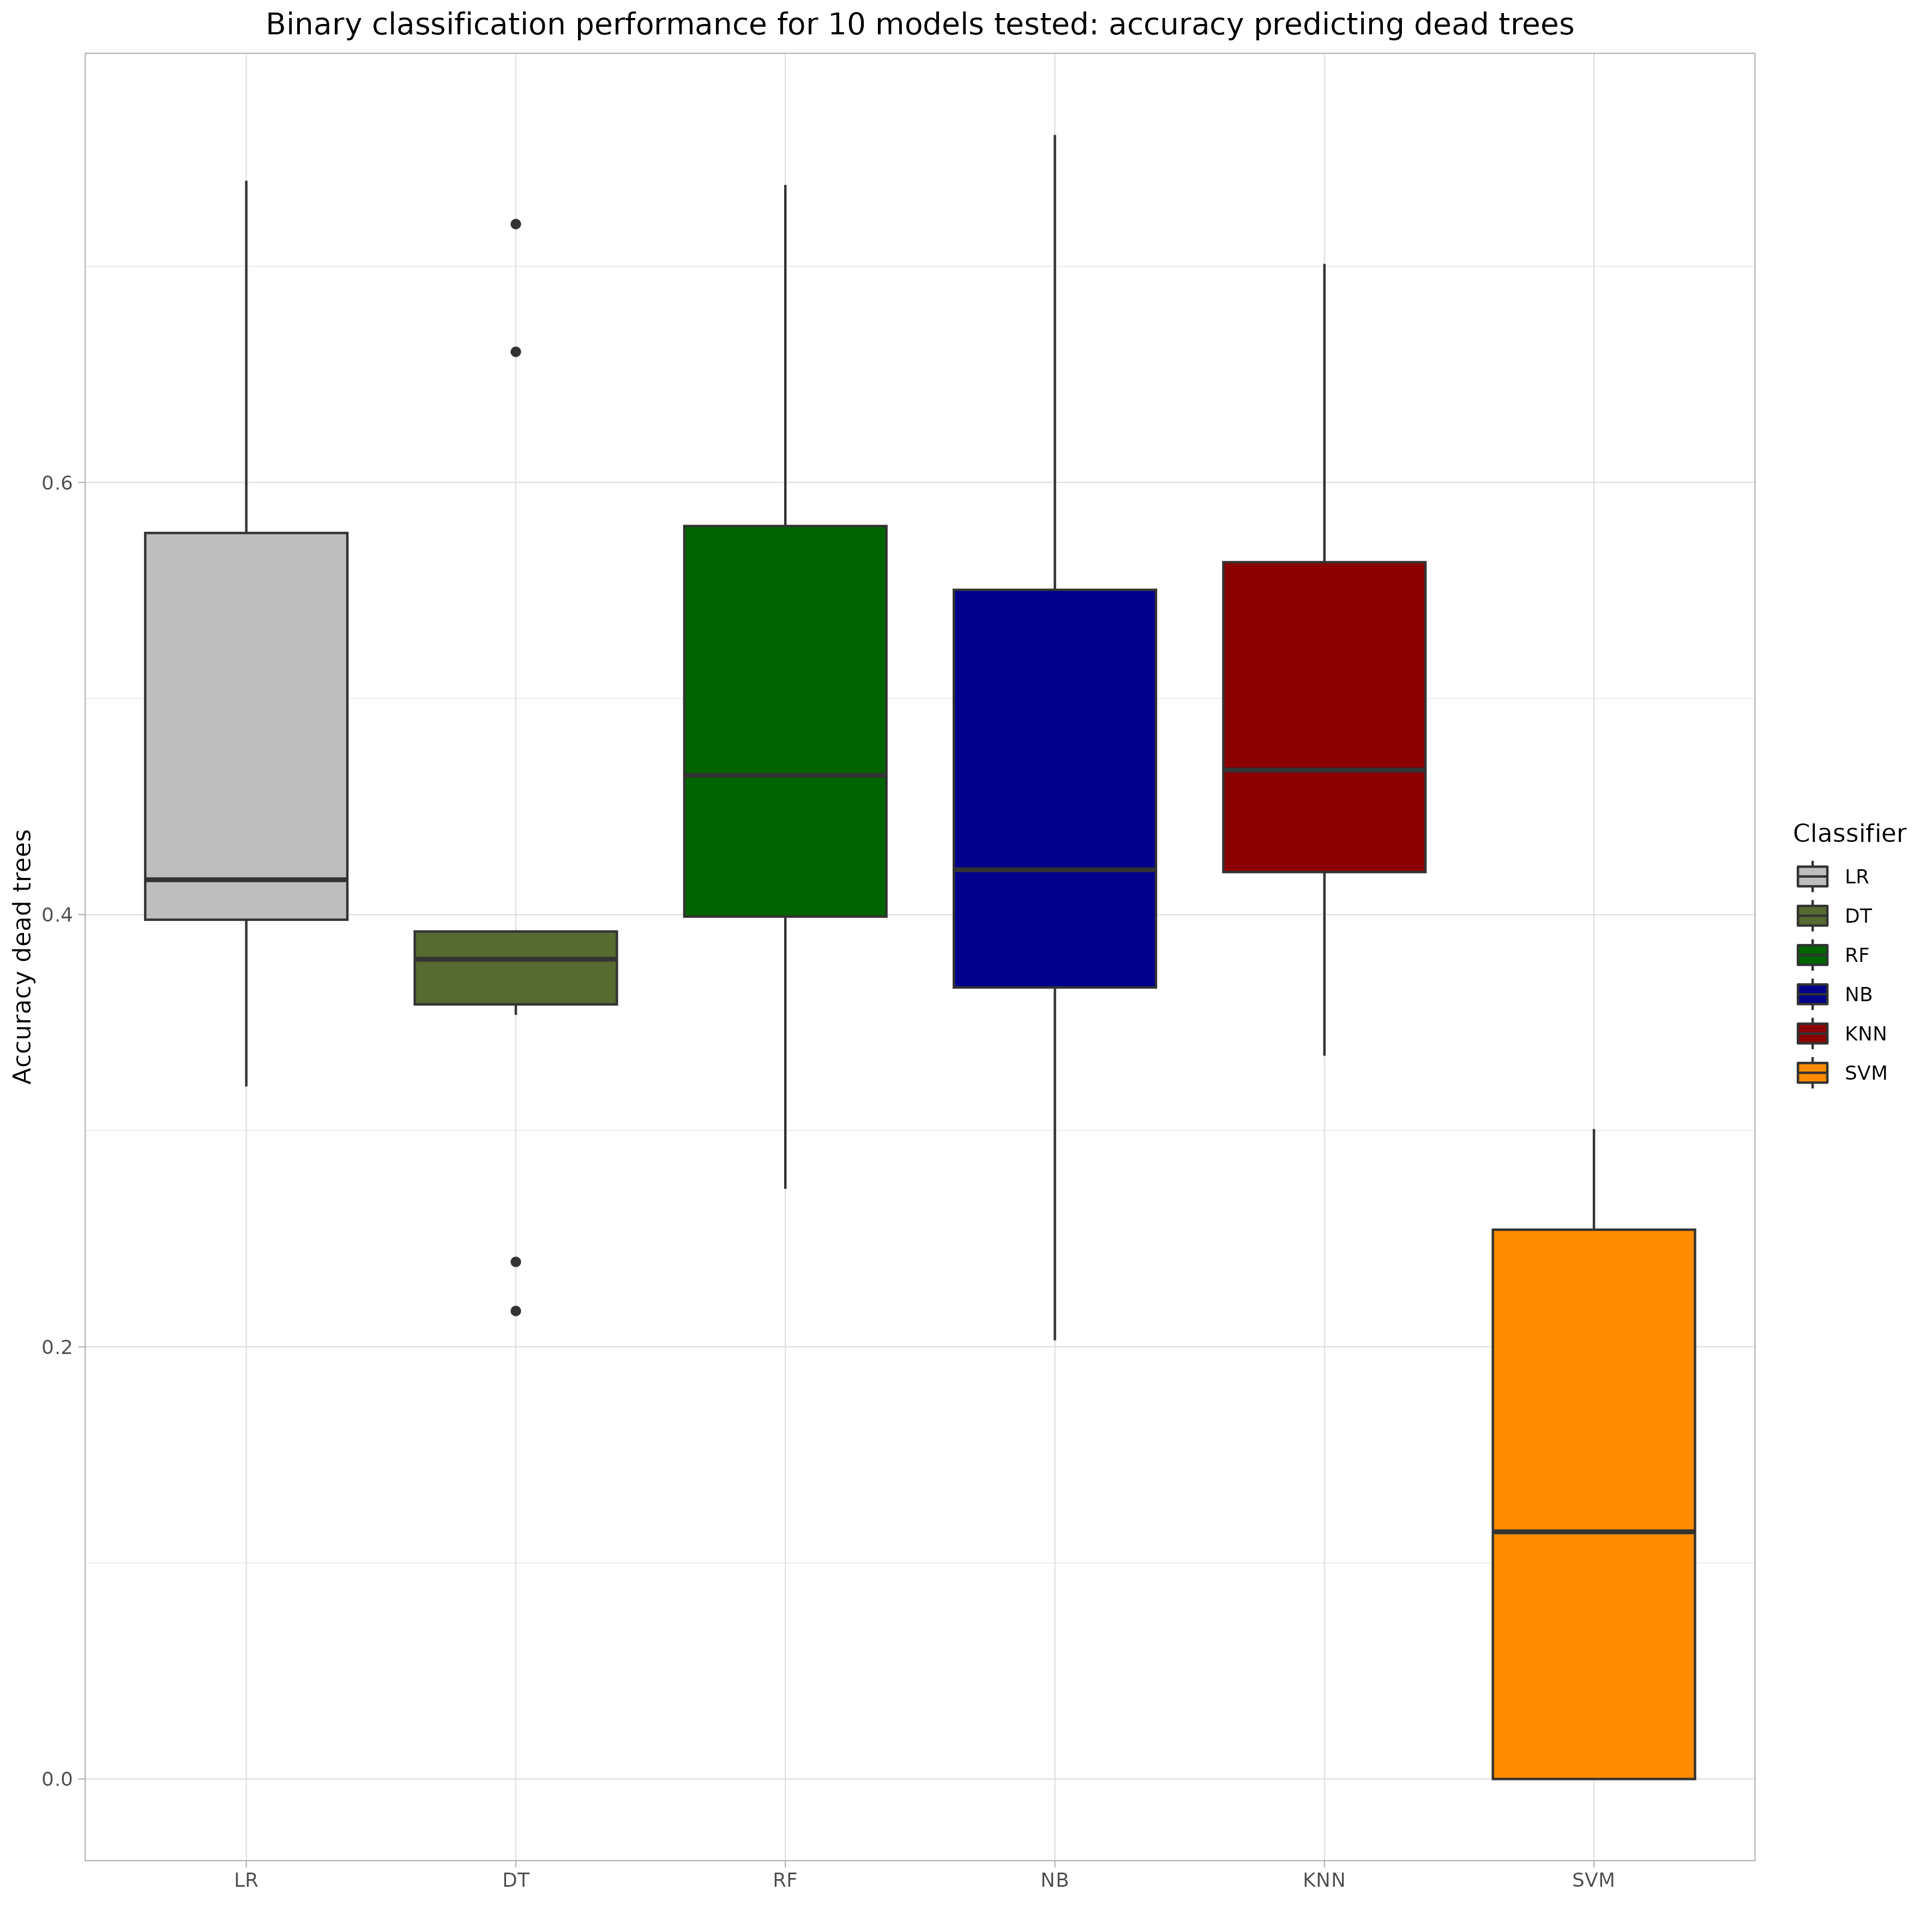 Binary classification performance for 10 models tested: accuracy predicting dead trees
Accuracy dead trees
0.6
0.4
0.2
0.0
LR
DT
RF
NB
KNN
SVM
Classifier
LR
DT
RF
NB
KNN
SVM